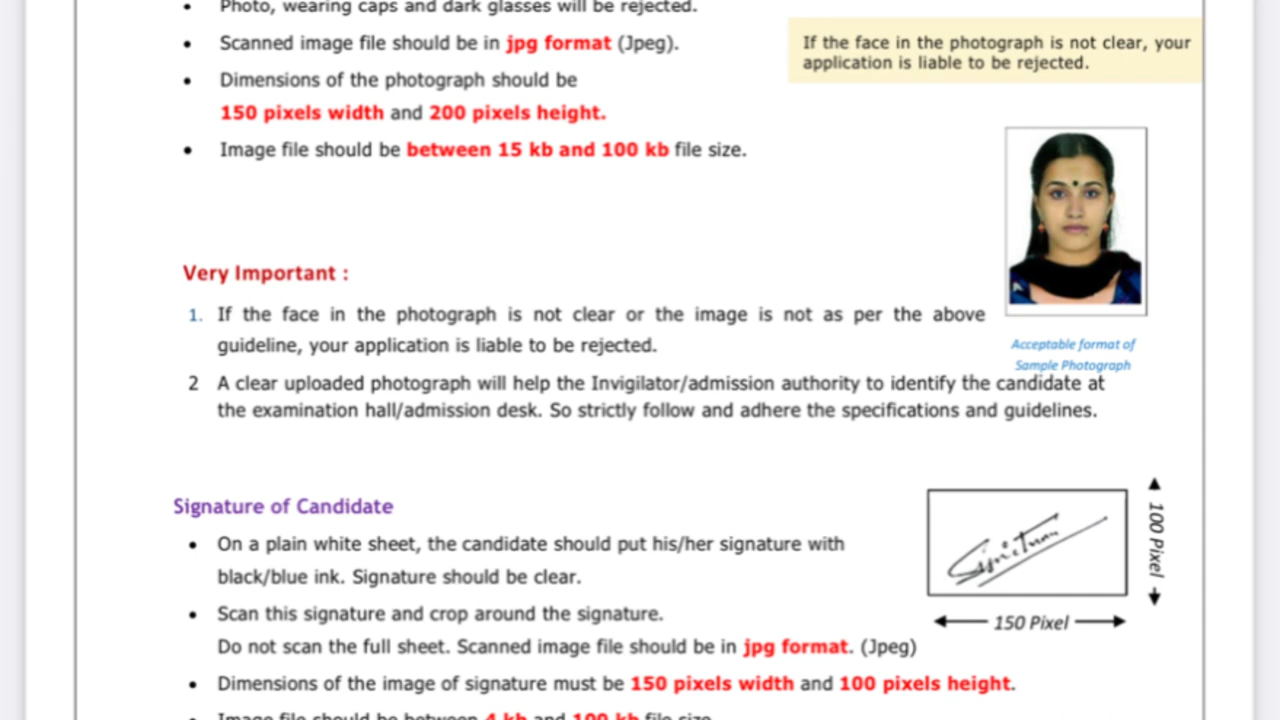 • Photo, wearing caps and dark glasses will be rejected.
• Scanned image file should be in jpg format (Jpeg).
If the face in the photograph is not clear, your
application is liable to be rejected.
• Dimensions of the photograph should be
150 pixels width and 200 pixels height.
• Image file should be between 15 kb and 100 kb file size.
Very Important :
1. If the face in the photograph is not clear or the image is not as per the above
guideline, your application is liable to be rejected.
Acceptable format of
Sample Photograph
2 A clear uploaded photograph will help the Invigilator/admission authority to identify the candidate at
the examination hall/admission desk. So strictly follow and adhere the specifications and guidelines.
Signature of Candidate
• On a plain white sheet, the candidate should put his/her signature with
black/blue ink. Signature should be clear.
100 Pixel
150 Pixel
• Scan this signature and crop around the signature.
Do not scan the full sheet. Scanned image file should be in jpg format. (Jpeg)
• Dimensions of the image of signature must be 150 pixels width and 100 pixels height.
• Image file should be between 4 kb and 100 kb file size